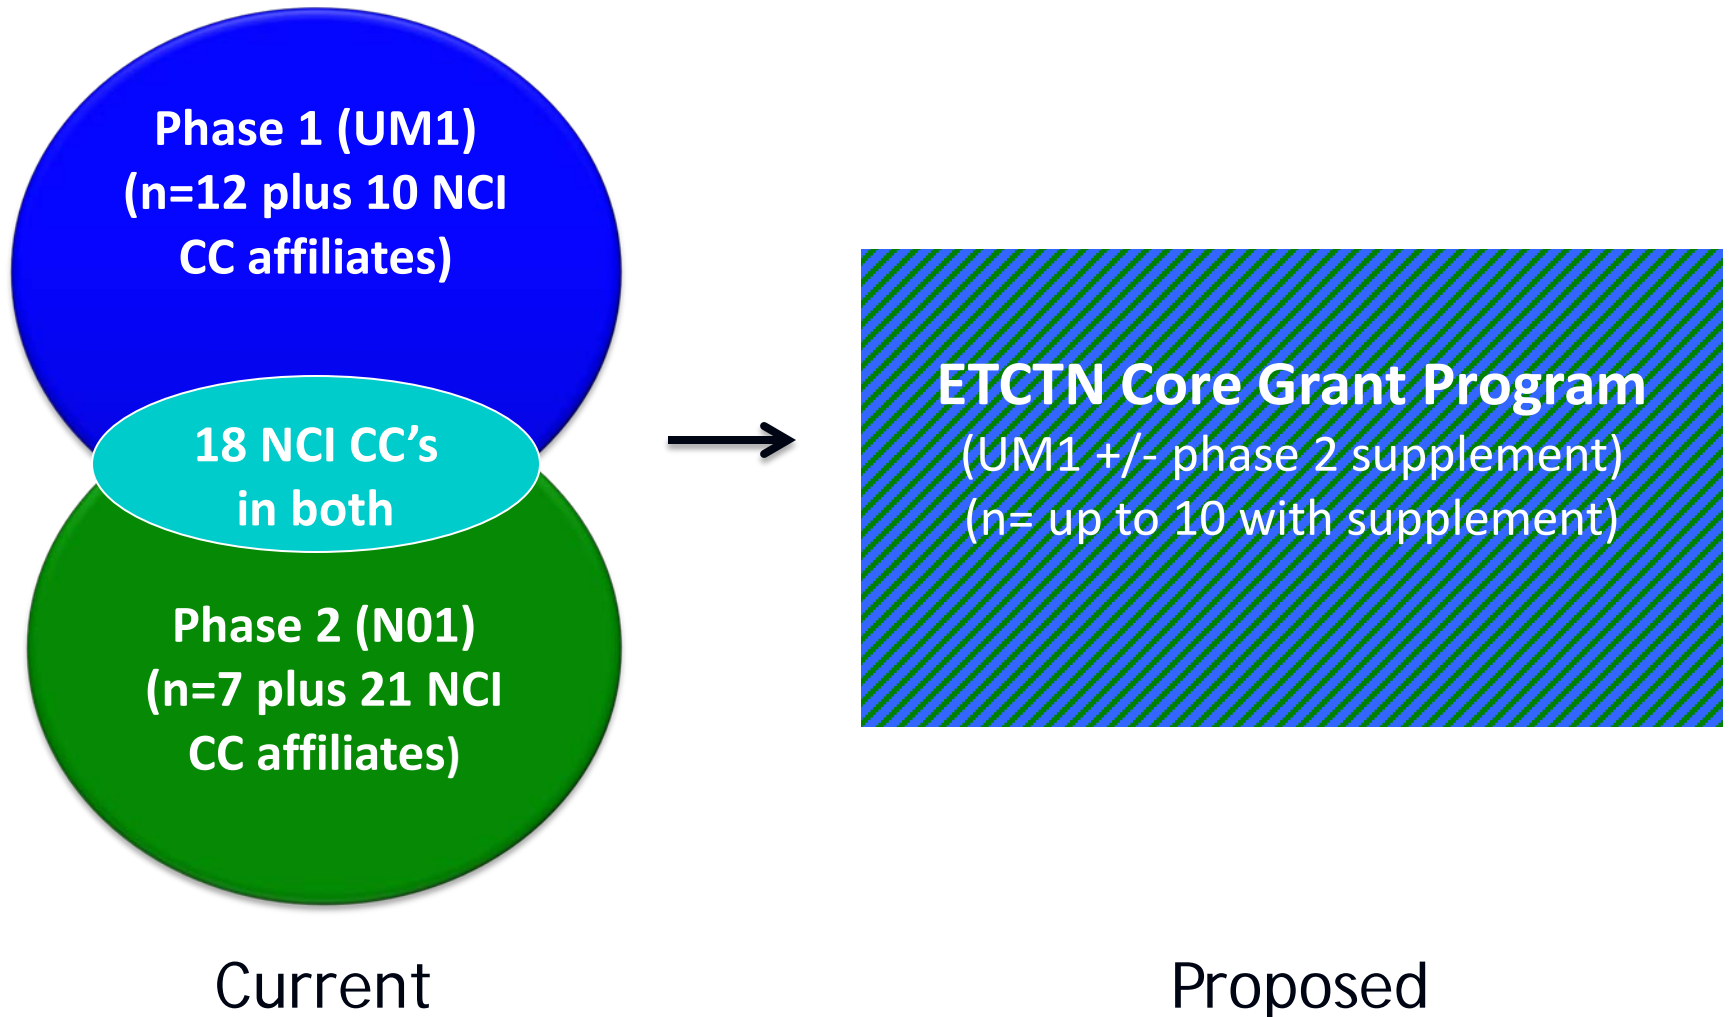 Phase 1 (UM1)
(n=12 plus 10 NCI
CC affiliates)
18 NCI CC’s
in both
Phase 2 (N01)
(n=7 plus 21 NCI
CC affiliates)
Current
ETCTN Core Grant Program
(UM1 +/- phase 2 supplement)
(n= up to 10 with supplement)
Proposed